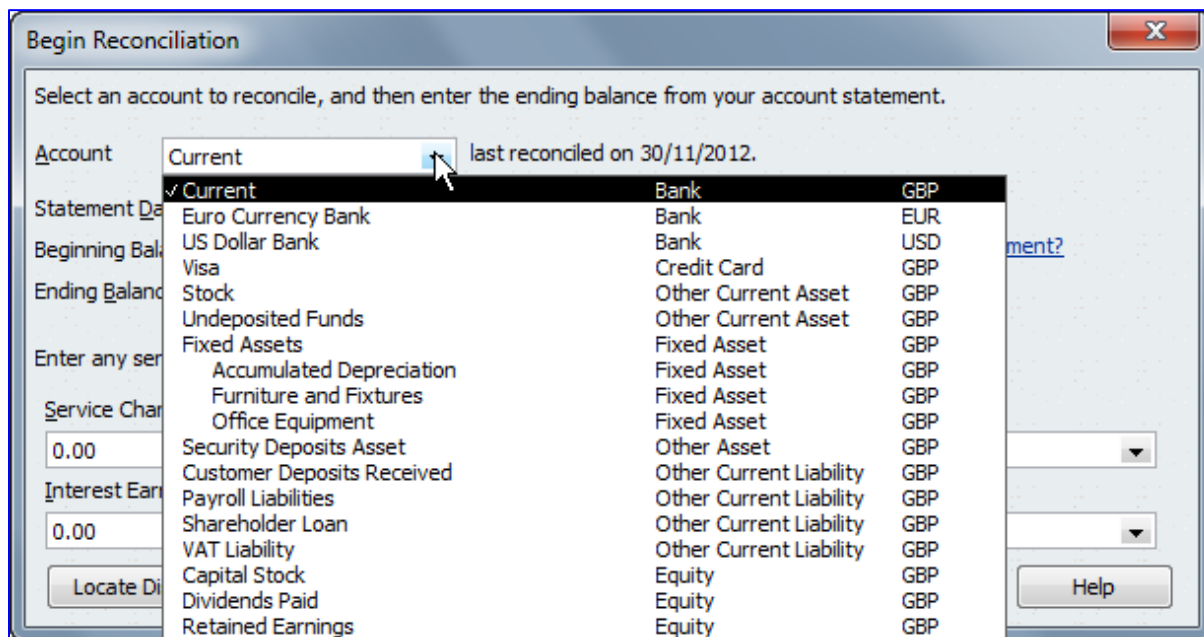 Begin Reconciliation
Select an account to reconcile, and then enter the ending balance from your account statement.
Account Current last reconciled on 30/11/2012.
✓ Current Bank GBP
Statement Da
Euro Currency Bank Bank EUR
US Dollar Bank Bank USD
Beginning Bal ment?
Visa Credit Card GBP
Ending Balanc
Stock Other Current Asset GBP
Undeposited Funds Other Current Asset GBP
Fixed Assets Fixed Asset GBP
Enter any ser
Accumulated Depreciation Fixed Asset GBP
Furniture and Fixtures Fixed Asset GBP
Service Char
Office Equipment Fixed Asset GBP
0.00
Security Deposits Asset Other Asset GBP
Customer Deposits Received Other Current Liability GBP
Interest Earn
Payroll Liabilities Other Current Liability GBP
Shareholder Loan Other Current Liability GBP
0.00
VAT Liability Other Current Liability GBP
Capital Stock Equity GBP
Locate Di Help
Dividends Paid Equity GBP
Retained Earnings Equity GBP